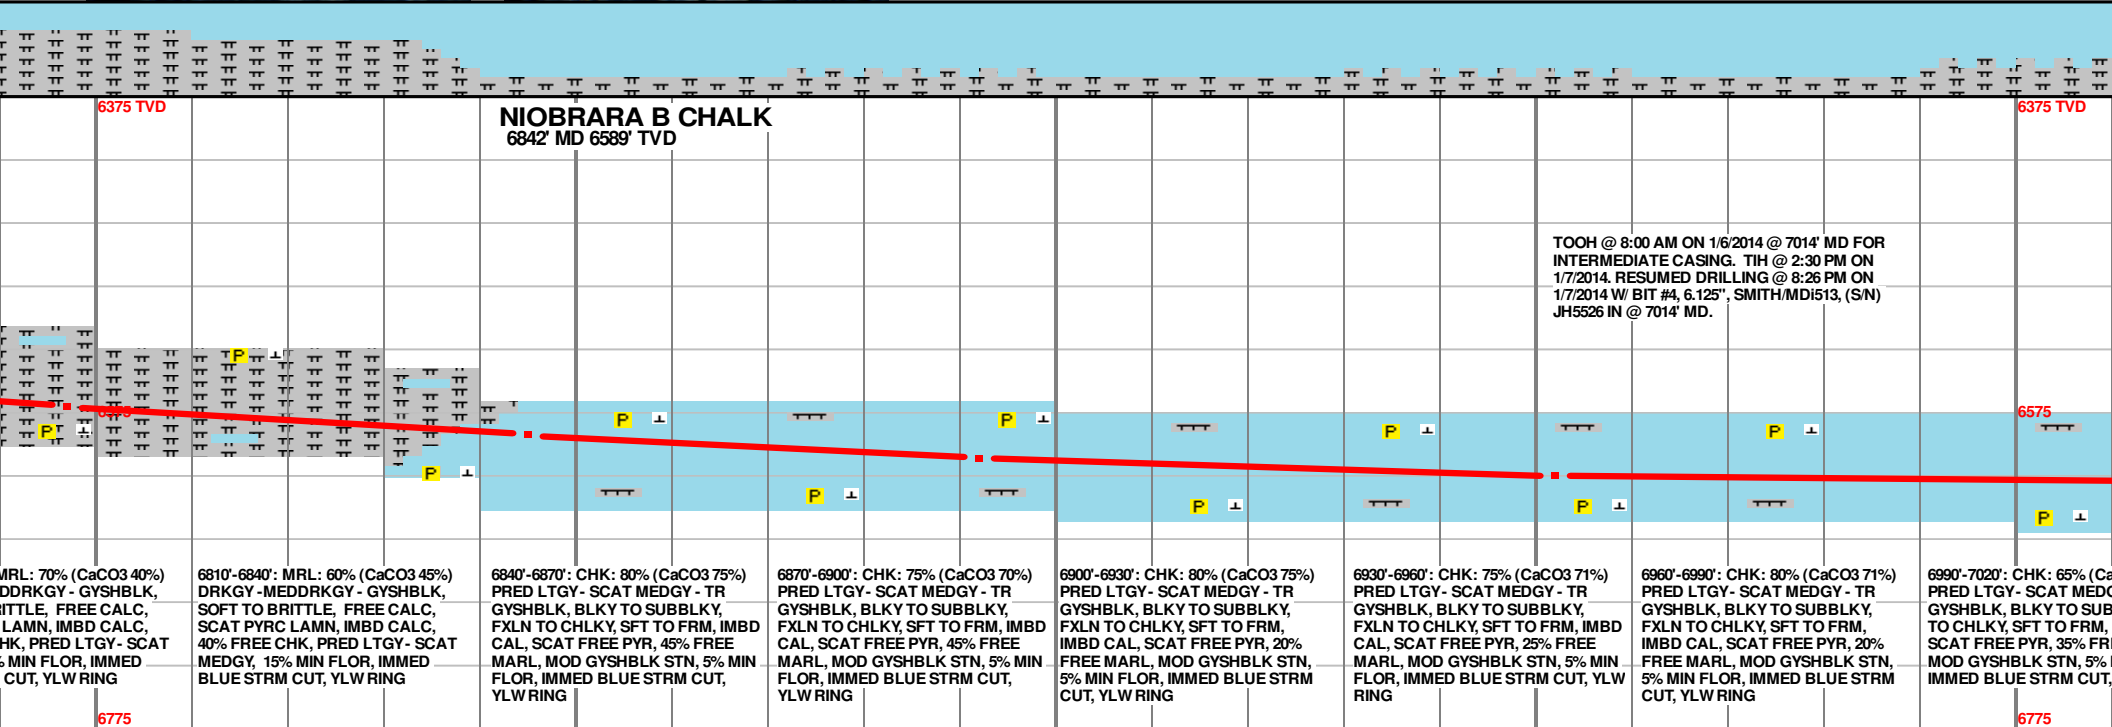 6375 TVD
6375 TVD
NIOBRARA B CHALK
6842' MD 6589' TVD
TOOH @ 8:00 AM ON 1/6/2014 @ 7014' MD FOR
INTERMEDIATE CASING. TIH @ 2:30 PM ON
1/7/2014. RESUMED DRILLING @ 8:26 PM ON
1/7/2014 W/ BIT #4, 6.125", SMITH/MDi513, (S/N)
JH5526 IN @ 7014' MD.
P
P
P
P
P
P
P
P
P
P
P
6575
6575
MRL: 70% (CaCO3 40%)
DDRKGY - GYSHBLK,
RITTLE, FREE CALC,
LAMN, IMBD CALC,
HK, PRED LTGY- SCAT
% MIN FLOR, IMMED
CUT, YLW RING
6810'-6840': MRL: 60% (CaCO3 45%)
DRKGY -MEDDRKGY - GYSHBLK,
SOFT TO BRITTLE, FREE CALC,
SCAT PYRC LAMN, IMBD CALC,
40% FREE CHK, PRED LTGY - SCAT
MEDGY, 15% MIN FLOR, IMMED
BLUE STRM CUT, YLW RING
6840'-6870': CHK: 80% (CaCO3 75%)
PRED LTGY- SCAT MEDGY - TR
GYSHBLK, BLKY TO SUBBLKY,
FXLN TO CHLKY, SFT TO FRM, IMBD
CAL, SCAT FREE PYR, 45% FREE
MARL, MOD GYSHBLK STN, 5% MIN
FLOR, IMMED BLUE STRM CUT,
YLW RING
6870'-6900': CHK: 75% (CaCO3 70%)
PRED LTGY- SCAT MEDGY - TR
GYSHBLK, BLKY TO SUBBLKY,
FXLN TO CHLKY, SFT TO FRM, IMBD
CAL, SCAT FREE PYR, 45% FREE
MARL, MOD GYSHBLK STN, 5% MIN
FLOR, IMMED BLUE STRM CUT,
YLW RING
6900'-6930': CHK: 80% (CaCO3 75%)
PRED LTGY- SCAT MEDGY - TR
GYSHBLK, BLKY TO SUBBLKY,
FXLN TO CHLKY, SFT TO FRM,
IMBD CAL, SCAT FREE PYR, 20%
FREE MARL, MOD GYSHBLK STN,
5% MIN FLOR, IMMED BLUE STRM
CUT, YLW RING
6930'-6960': CHK: 75% (CaCO3 71%)
PRED LTGY- SCAT MEDGY - TR
GYSHBLK, BLKY TO SUBBLKY,
FXLN TO CHLKY, SFT TO FRM, IMBD
CAL, SCAT FREE PYR, 25% FREE
MARL, MOD GYSHBLK STN, 5% MIN
FLOR, IMMED BLUE STRM CUT, YLW
RING
6960'-6990': CHK: 80% (CaCO3 71%)
PRED LTGY- SCAT MEDGY - TR
GYSHBLK, BLKY TO SUBBLKY,
FXLN TO CHLKY, SFT TO FRM,
IMBD CAL, SCAT FREE PYR, 20%
FREE MARL, MOD GYSHBLK STN,
5% MIN FLOR, IMMED BLUE STRM
CUT, YLW RING
6990'-7020': CHK: 65% (Ca
PRED LTGY- SCAT MEDG
GYSHBLK, BLKY TO SUB
TO CHLKY, SFT TO FRM,
SCAT FREE PYR, 35% FR
MOD GYSHBLK STN, 5%
IMMED BLUE STRM CUT,
6775
6775